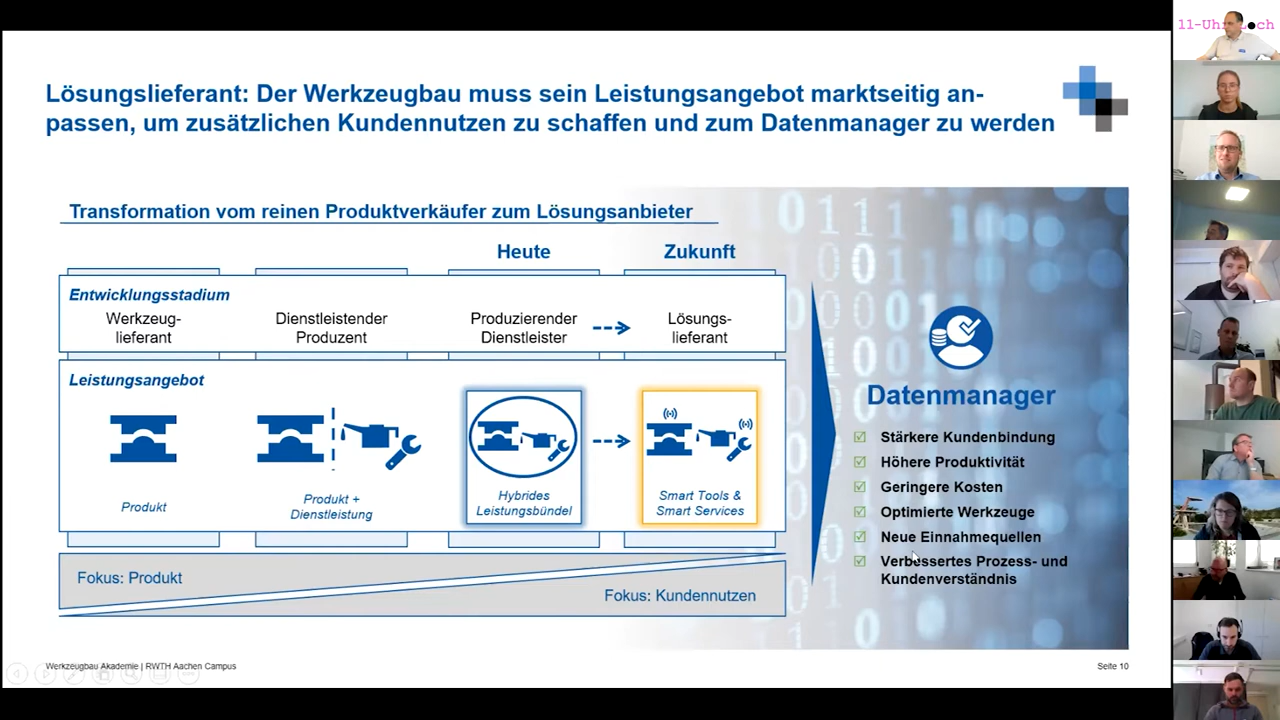 Lösungslieferant: Der Werkzeugbau muss sein Leistungsangebot marktseitig an-
passen, um zusätzlichen Kundennutzen zu schaffen und zum Datenmanager zu werden
Transformation vom reinen Produktverkäufer zum Lösungsanbieter
Heute
Zukunft
Entwicklungsstadium
Werkzeug-
lieferant
Dienstleistender
Produzent
Produzierender
Dienstleister
Lösungs-
lieferant
Leistungsangebot
Produkt
Produkt +
Dienstleistung
Hybrides
Leistungsbündel
Smart Tools &
Smart Services
Fokus: Produkt
Fokus: Kundennutzen
Datenmanager
Stärkere Kundenbindung
Höhere Produktivität
Geringere Kosten
Optimierte Werkzeuge
Neue Einnahmequellen
Verbessertes Prozess- und
Kundenverständnis
Werkzeugbau Akademie | RWTH Aachen Campus
Seite 10